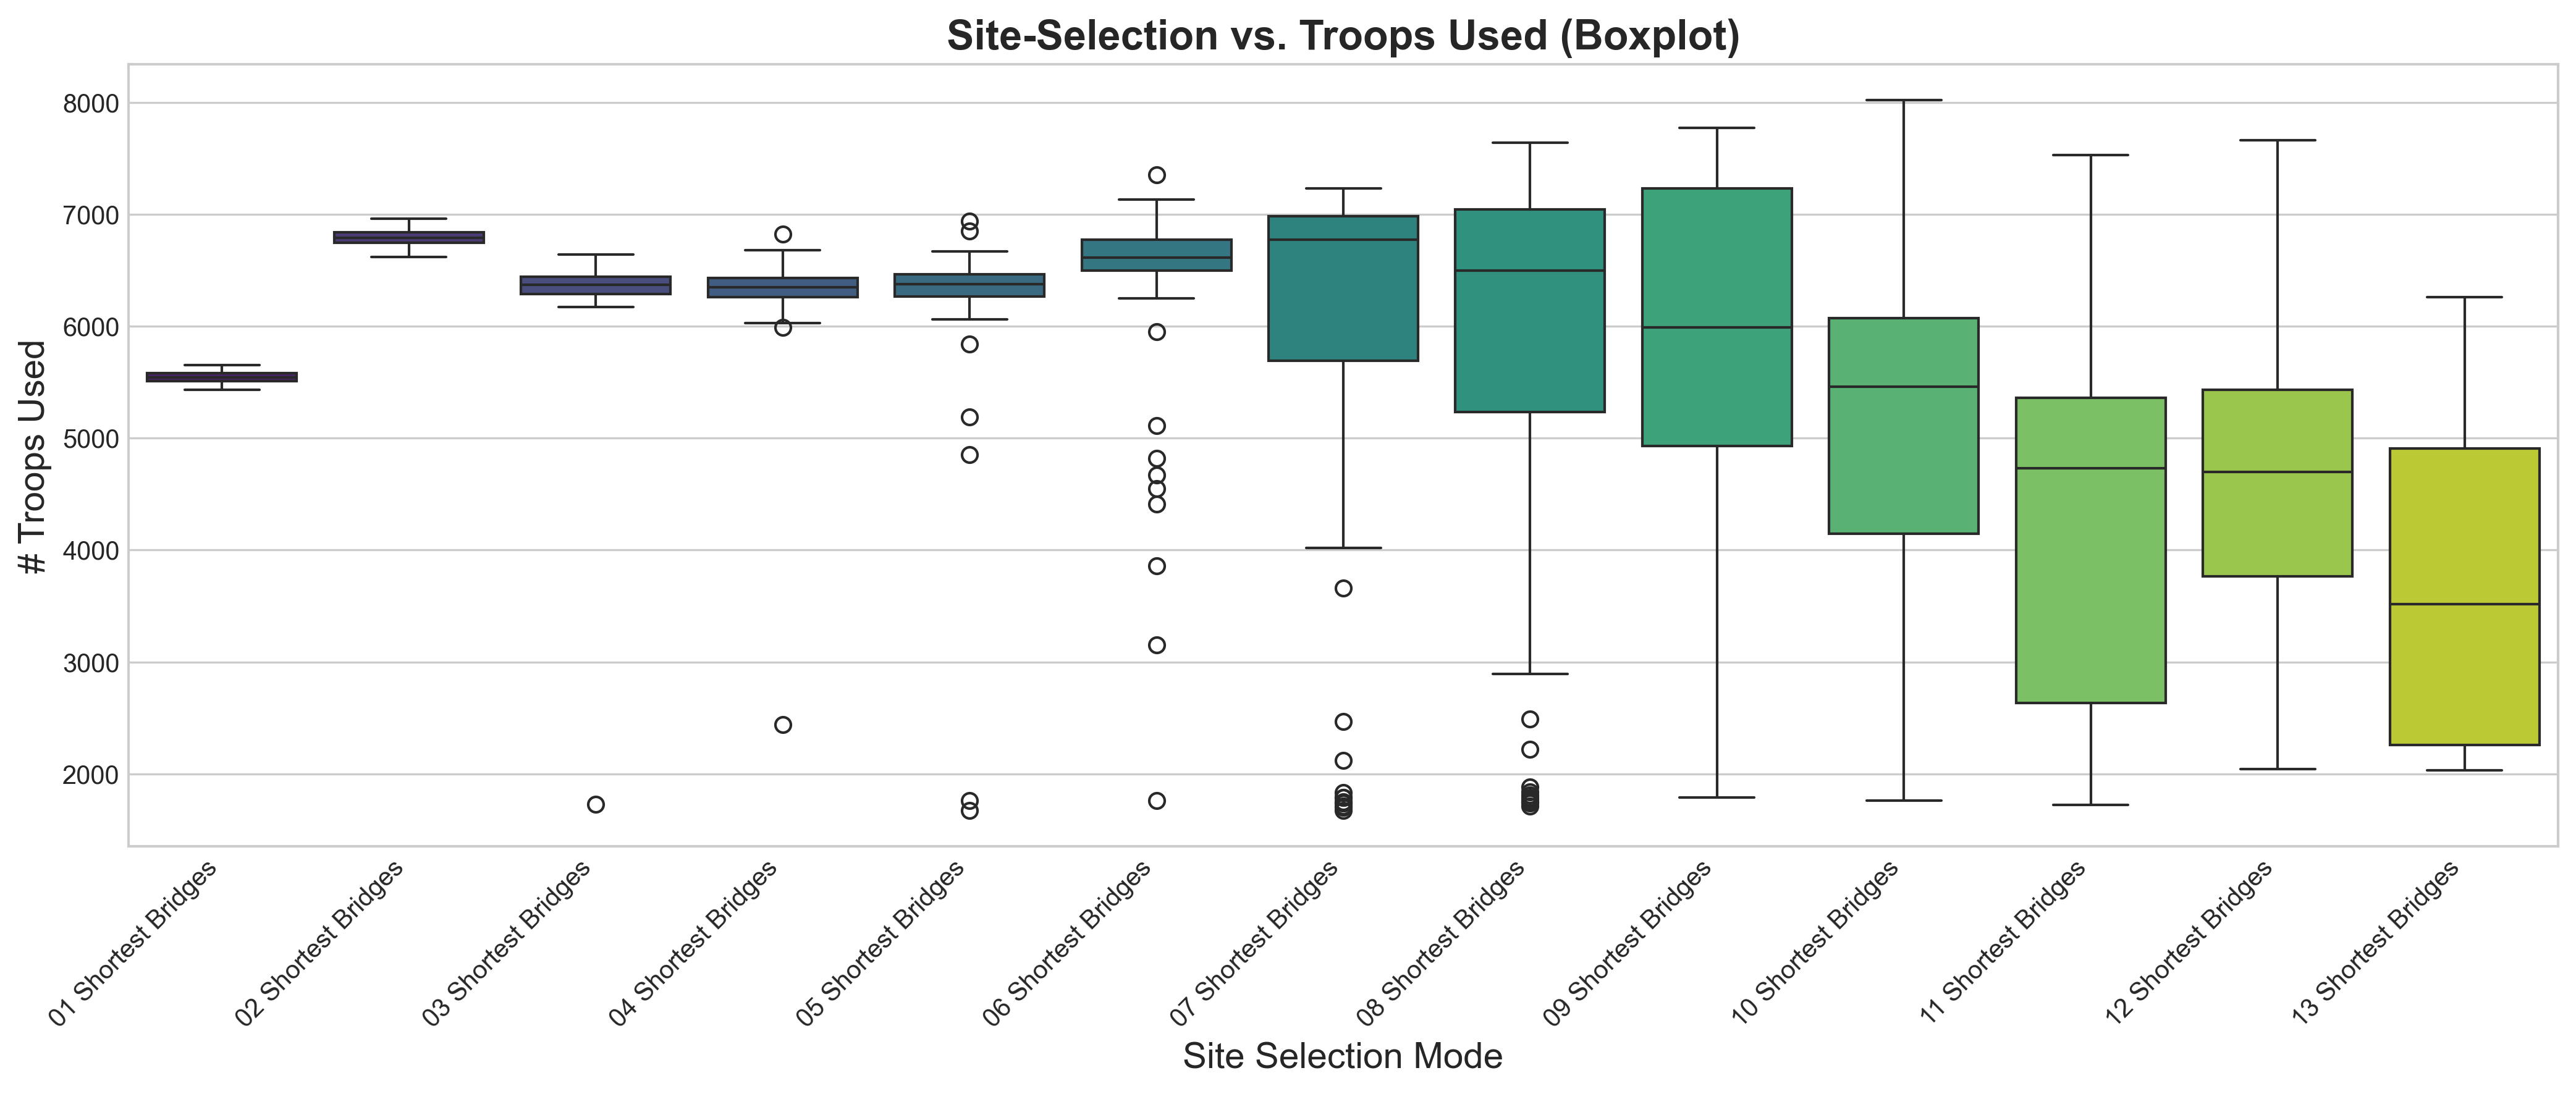 Site-Selection vs. Troops Used (Boxplot)
# Troops Used
8000
7000
6000
5000
4000
3000
2000
01 Shortest Bridges
02 Shortest Bridges
03 Shortest Bridges
04 Shortest Bridges
05 Shortest Bridges
06 Shortest Bridges
07 Shortest Bridges
08 Shortest Bridges
09 Shortest Bridges
10 Shortest Bridges
11 Shortest Bridges
12 Shortest Bridges
13 Shortest Bridges
Site Selection Mode